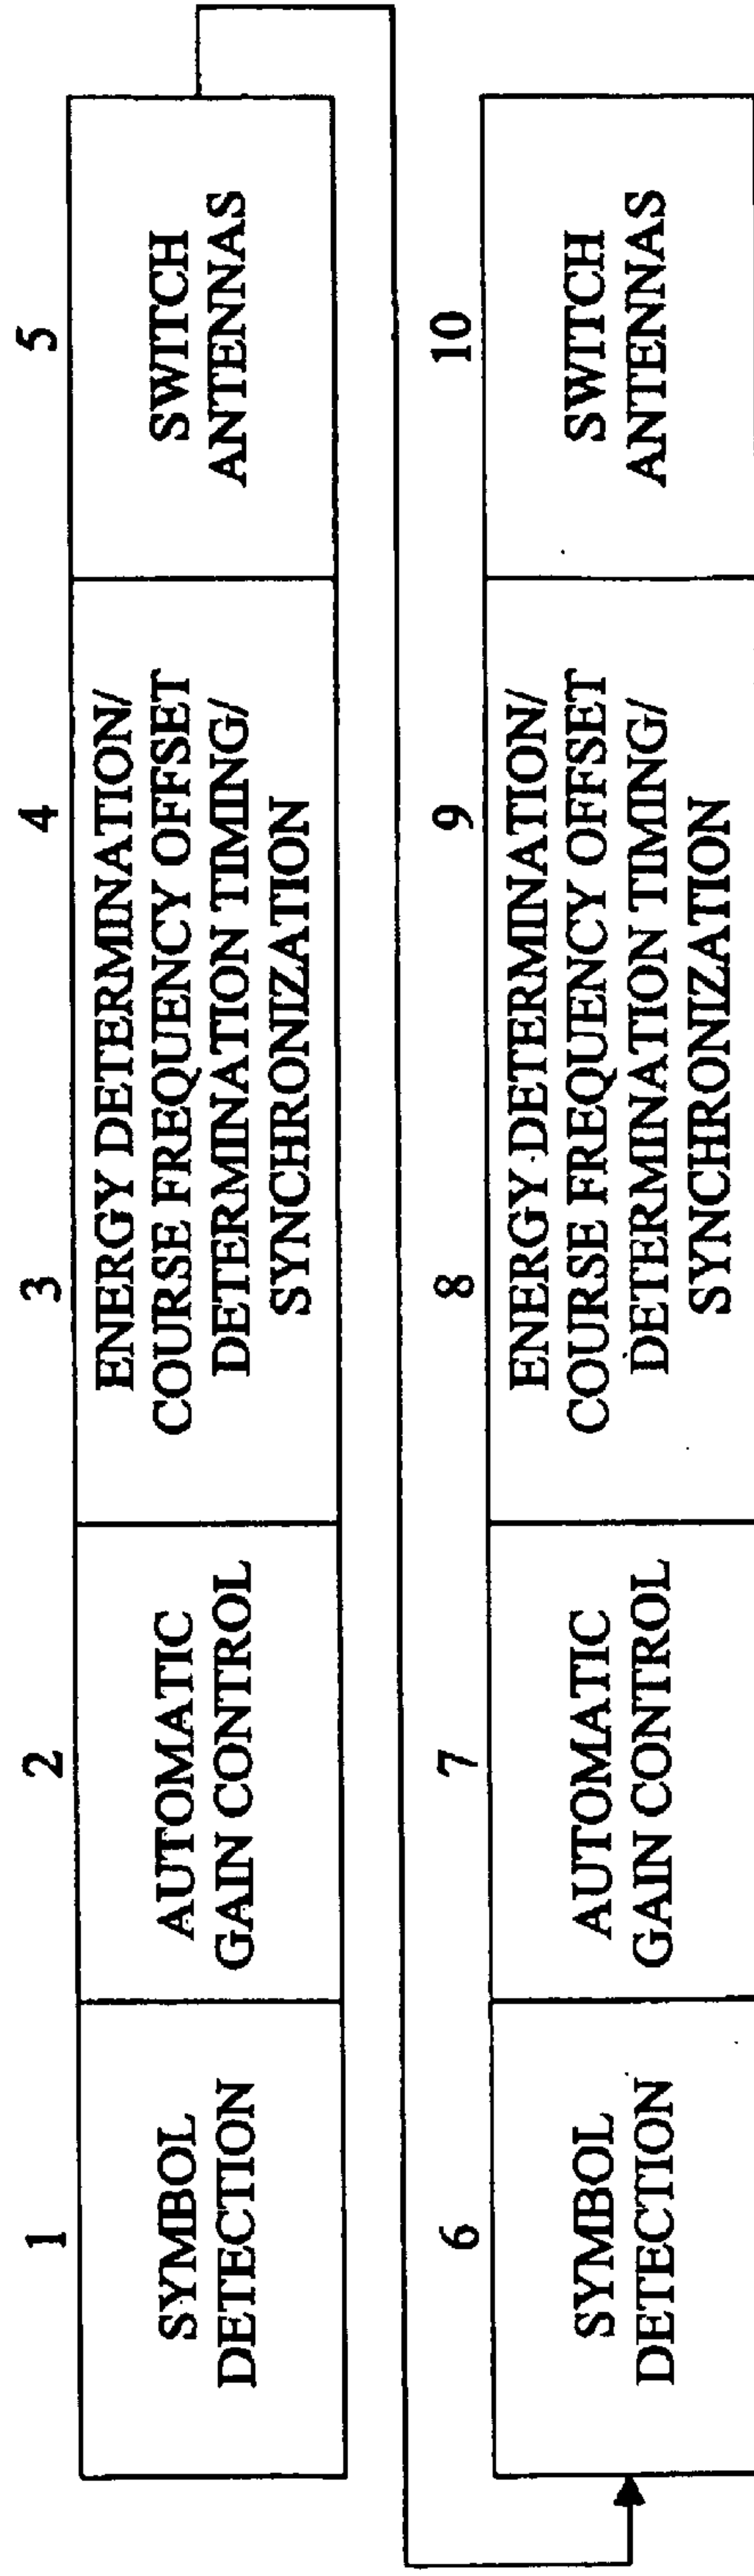 1
2
3
4
5
SYMBOL
DETECTION
AUTOMATIC
GAIN CONTROL
ENERGY DETERMINATION/
COURSE FREQUENCY OFFSET
DETERMINATION TIMING/
SYNCHRONIZATION
SWITCH
ANTENNAS
6
7
8
9
10
SYMBOL
DETECTION
AUTOMATIC
GAIN CONTROL
ENERGY DETERMINATION/
COURSE FREQUENCY OFFSET
DETERMINATION TIMING/
SYNCHRONIZATION
SWITCH
ANTENNAS